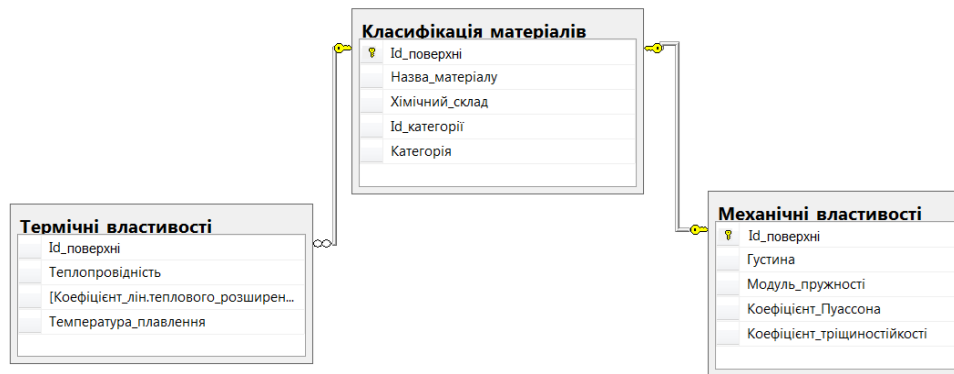 Класифікація матеріалів
Id_поверхні
Назва_матеріалу
Хімічний_склад
Id_категорії
Категорія
Термічні властивості
Id_поверхні
Теплопровідність
[Коефіцієнт_лін.теплового_розширен...
Температура_плавлення
Механічні властивості
Id_поверхні
Густина
Модуль_пружності
Коефіцієнт_Пуассона
Коефіцієнт_тріщиностійкості